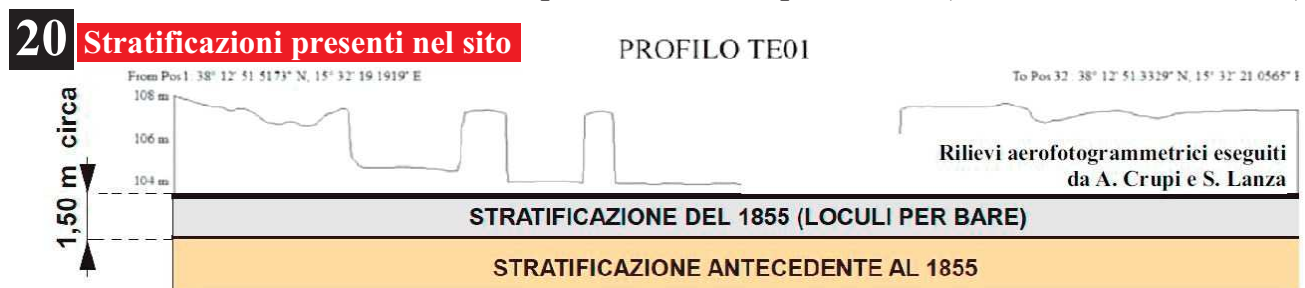 20 Stratificazioni presenti nel sito
PROFILO TE01
From Pos 1: 38° 12' 51.5173" N, 15° 32' 19.1919" E
To Pos 32: 38° 12' 51.3329" N, 15° 32' 21.0565"
108 m
106 m
104 m
1,50 m circa
Rilievi aerofotogrammetrici eseguiti
da A. Crupi e S. Lanza
STRATIFICAZIONE DEL 1855 (LOCULI PER BARE)
STRATIFICAZIONE ANTECEDENTE AL 1855